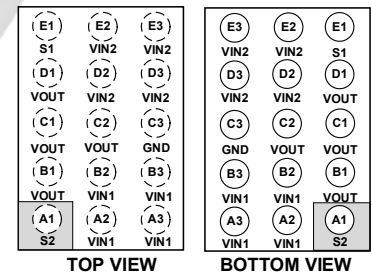 E1 E2 E3 E3 E2 E1
S1 VIN2 VIN2 VIN2 VIN2 S1
D1 D2 D3 D3 D2 D1
VOUT VIN2 VIN2 VIN2 VIN2 VOUT
C1 C2 C3 C3 C2 C1
VOUT VOUT GND GND VOUT VOUT
B1 B2 B3 B3 B2 B1
VOUT VIN1 VIN1 VIN1 VIN1 VOUT
A1 A2 A3 A3 A2 A1
S2 VIN1 VIN1 VIN1 VIN1 S2
TOP VIEW BOTTOM VIEW